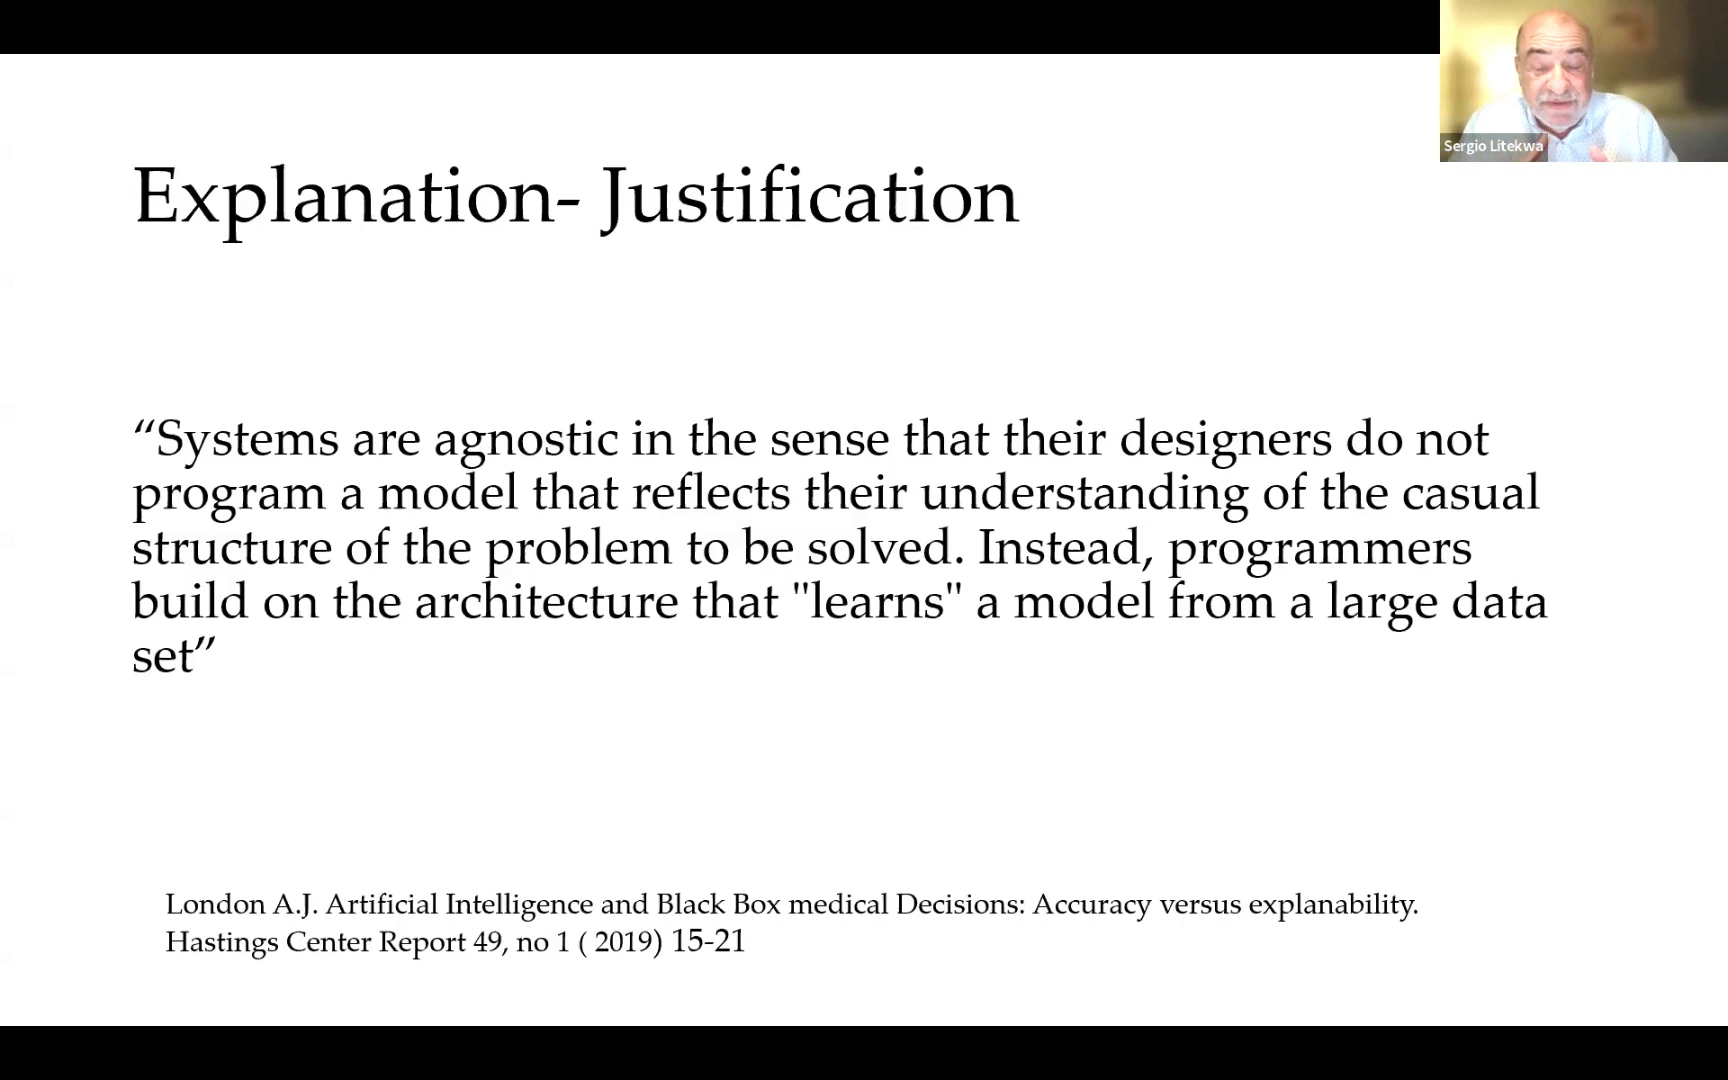 Sergio Litekwa
Explanation- Justification
“Systems are agnostic in the sense that their designers do not
program a model that reflects their understanding of the casual
structure of the problem to be solved. Instead, programmers
build on the architecture that "learns" a model from a large data
set”
London A.J. Artificial Intelligence and Black Box medical Decisions: Accuracy versus explanability.
Hastings Center Report 49, no 1 ( 2019) 15-21